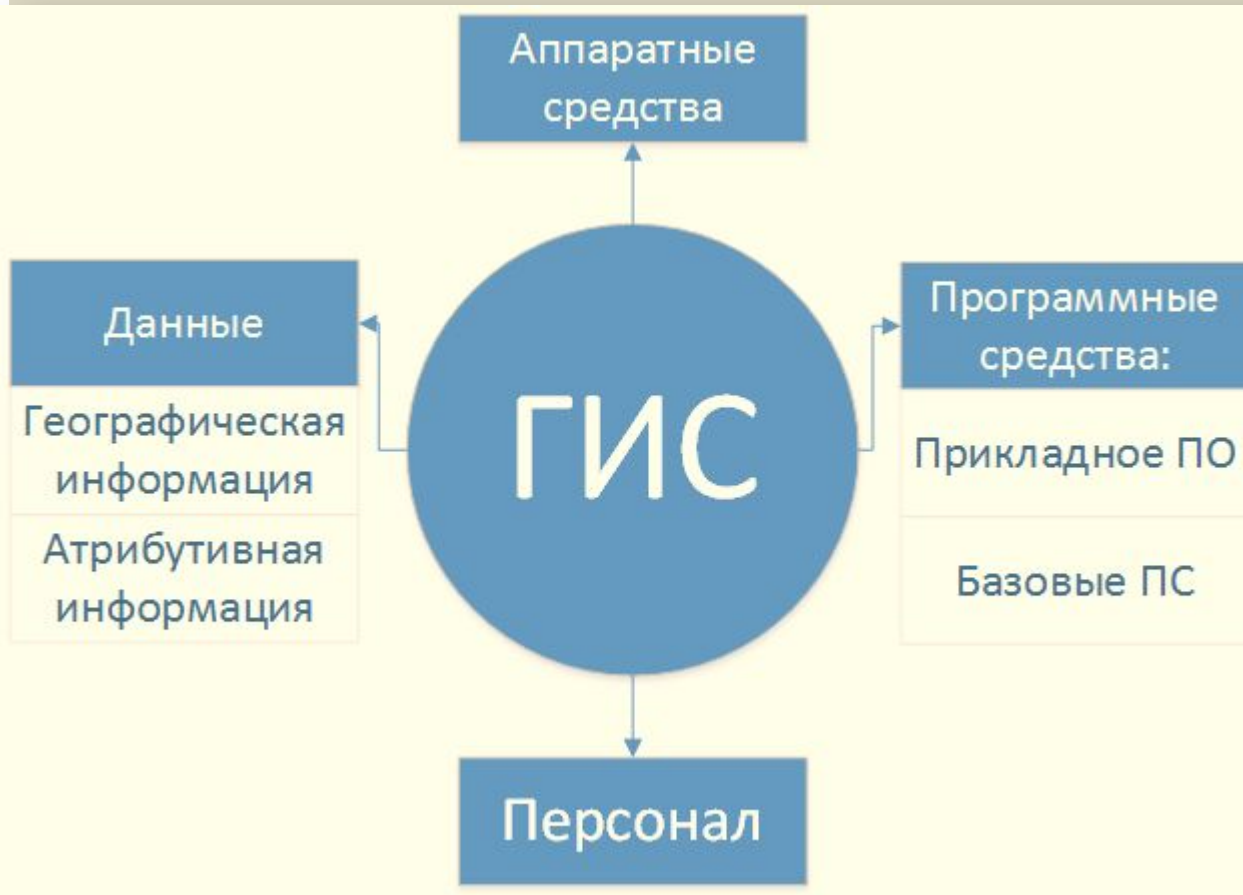 Аппаратные
средства
Данные
Географическая
информация
Атрибутивная
информация
ГИС
Программные
средства:
Прикладное ПО
Базовые ПС
Персонал